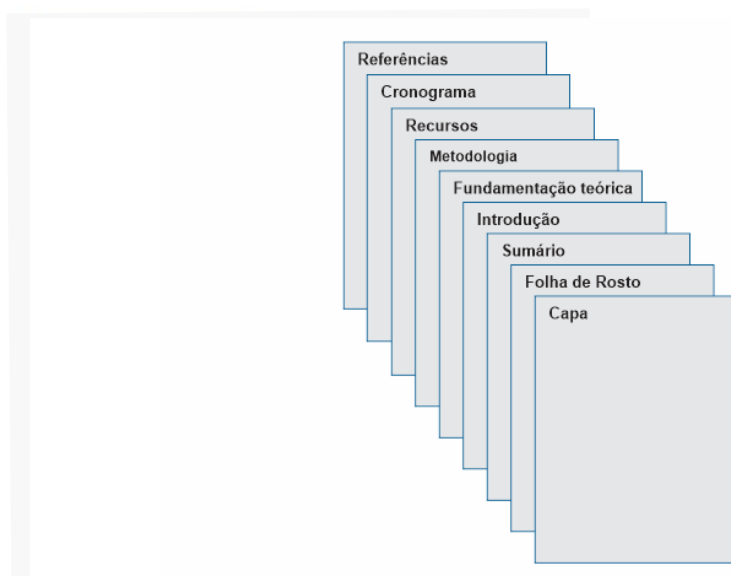 Referências
Cronograma
Recursos
Metodologia
Fundamentação teórica
Introdução
Sumário
Folha de Rosto
Capa